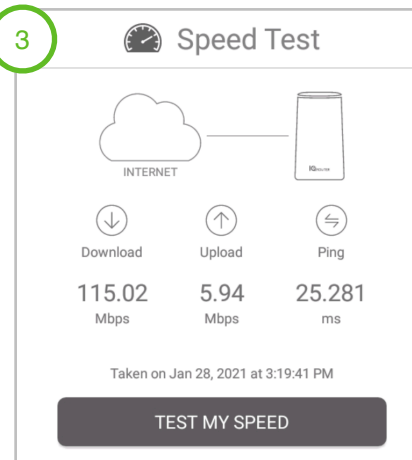 3
Speed Test
INTERNET
IQROUTER
Download Upload Ping
115.02 5.94 25.281
Mbps Mbps ms
Taken on Jan 28, 2021 at 3:19:41 PM
TEST MY SPEED